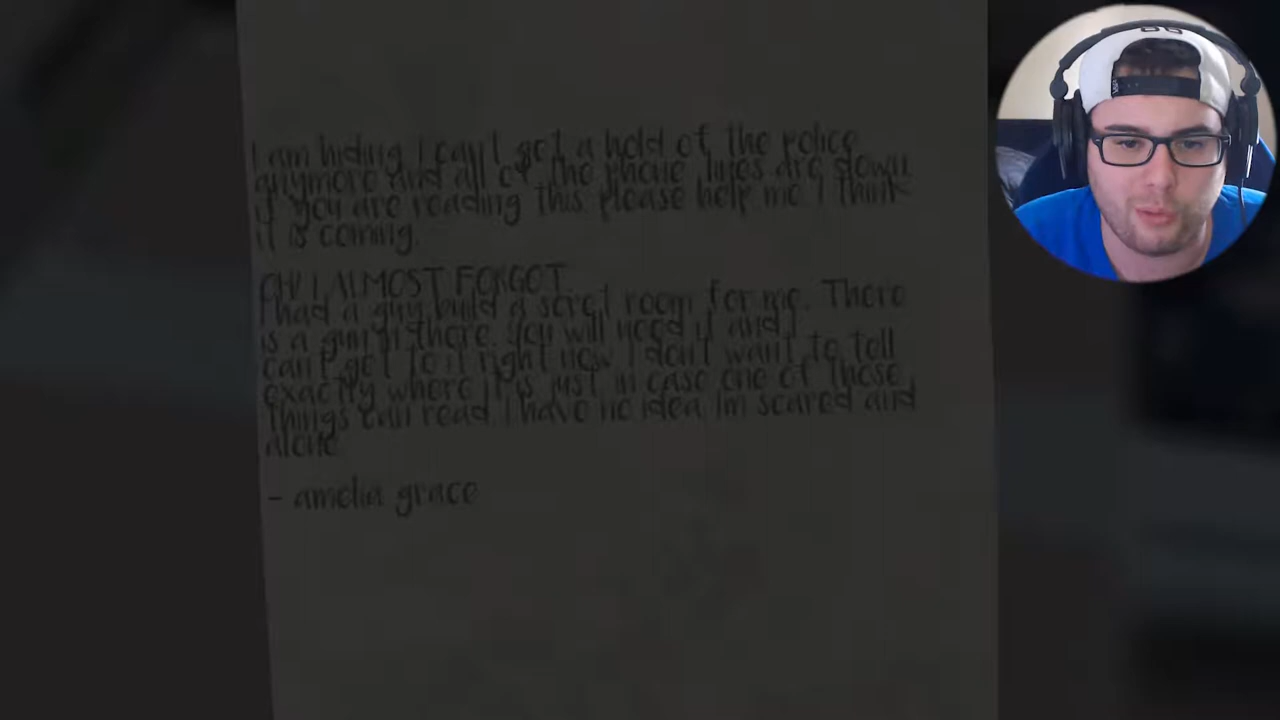 I am hiding I can't get a hold of the police
anymore and all of the phone lines are down
if you are reading this please help me I think
it is coming.
OH! I ALMOST FORGOT.
I had a guy build a scret room for me. There
is a gun in there. you will need it and I
can't get to it right now I don't want to tell
exactly where it is just in case one of those
things can read. I have no idea. Im scared and
alone
- amelia grace